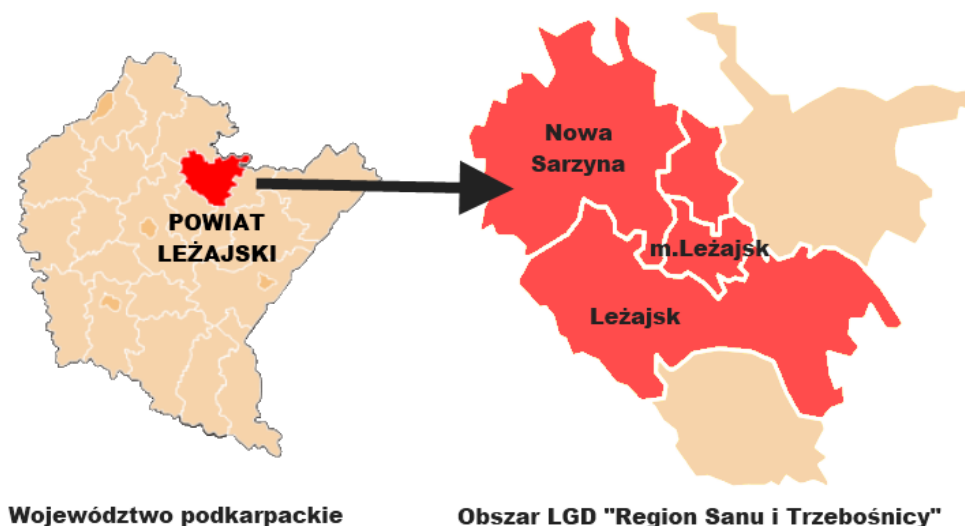 POWIAT
LEŻAJSKI
Nowa
Sarzyna
m.Leżajsk
Leżajsk
Województwo podkarpackie
Obszar LGD "Region Sanu i Trzebośnicy"